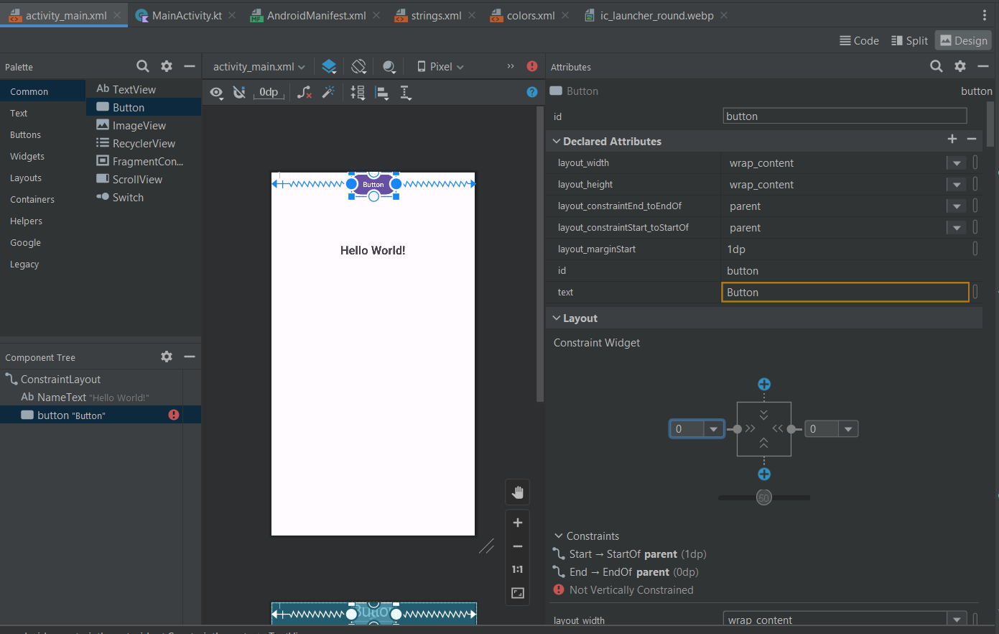 activity_main.xml MainActivity.kt AndroidManifest.xml strings.xml colors.xml ic_launcher_round.webp
Code Split Design
Palette
Common
Text
Buttons
Widgets
Layouts
Containers
Helpers
Google
Legacy
Ab TextView
Button
ImageView
RecyclerView
FragmentCon...
ScrollView
Switch
Component Tree
ConstraintLayout
Ab NameText "Hello World!"
button "Button"
activity_main.xml Pixel >>
0dp ?
Button
Hello World!
1:1
Button
Attributes
Button button
id button
Declared Attributes
layout_width wrap_content
layout_height wrap_content
layout_constraintEnd_toEndOf parent
layout_constraintStart_toStartOf parent
layout_marginStart 1dp
id button
text Button
Layout
Constraint Widget
0 0
50
Constraints
Start → StartOf parent (1dp)
End → EndOf parent (0dp)
Not Vertically Constrained
layout_width wrap_content